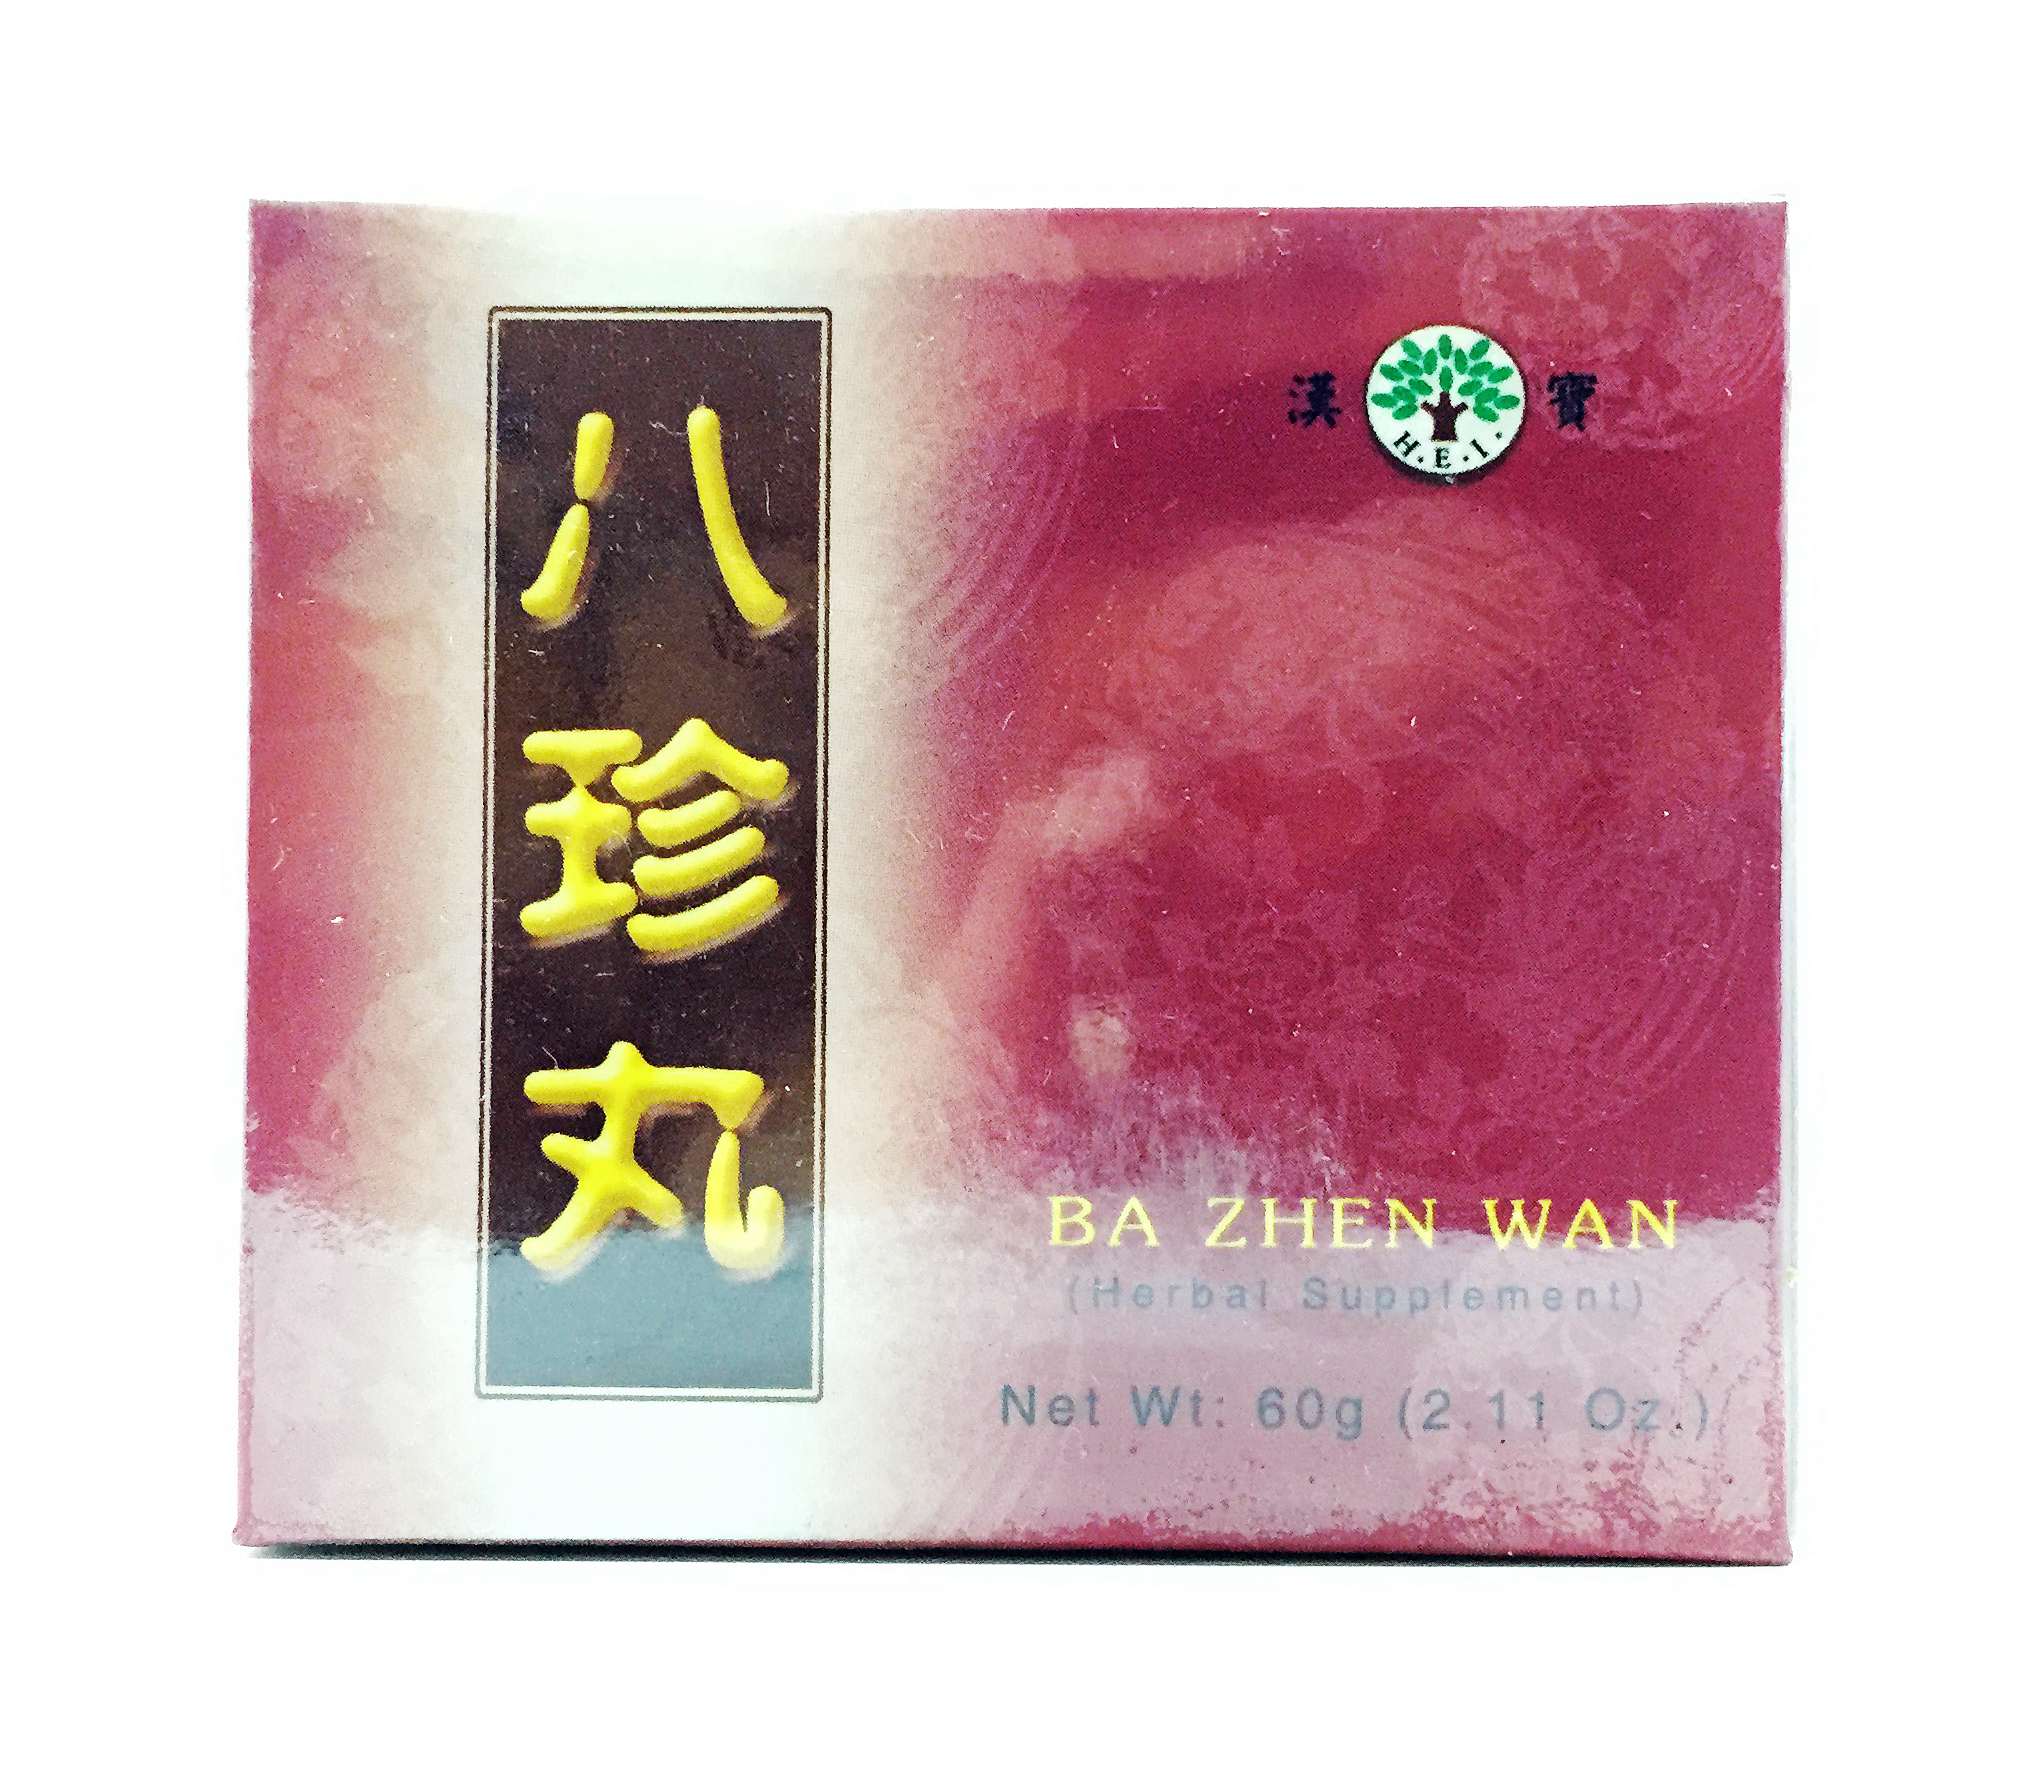 八珍丸
漢 寶
H.E.I.
BA ZHEN WAN
(Herbal Supplement)
Net Wt: 60g (2.11 Oz.)